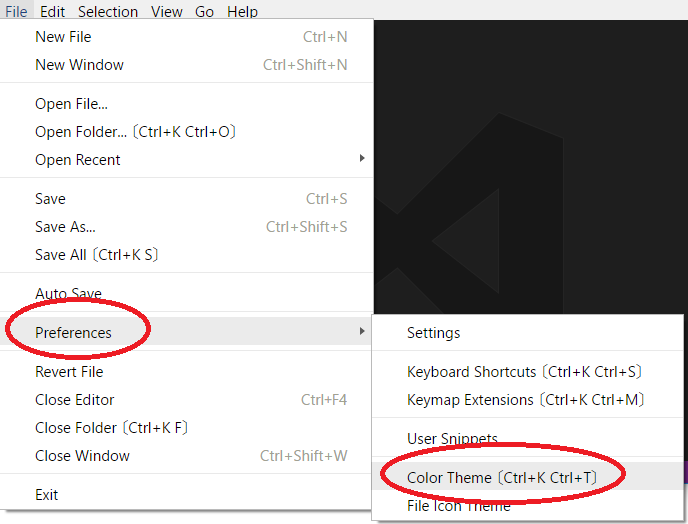 File Edit Selection View Go Help
New File Ctrl+N
New Window Ctrl+Shift+N
Open File...
Open Folder... [Ctrl+K Ctrl+O]
Open Recent
Save Ctrl+S
Save As... Ctrl+Shift+S
Save All [Ctrl+K S]
Auto Save
Preferences
Revert File
Close Editor Ctrl+F4
Close Folder [Ctrl+K F]
Close Window Ctrl+Shift+W
Exit
Settings
Keyboard Shortcuts [Ctrl+K Ctrl+S]
Keymap Extensions [Ctrl+K Ctrl+M]
User Snippets
Color Theme [Ctrl+K Ctrl+T]
File Icon Theme